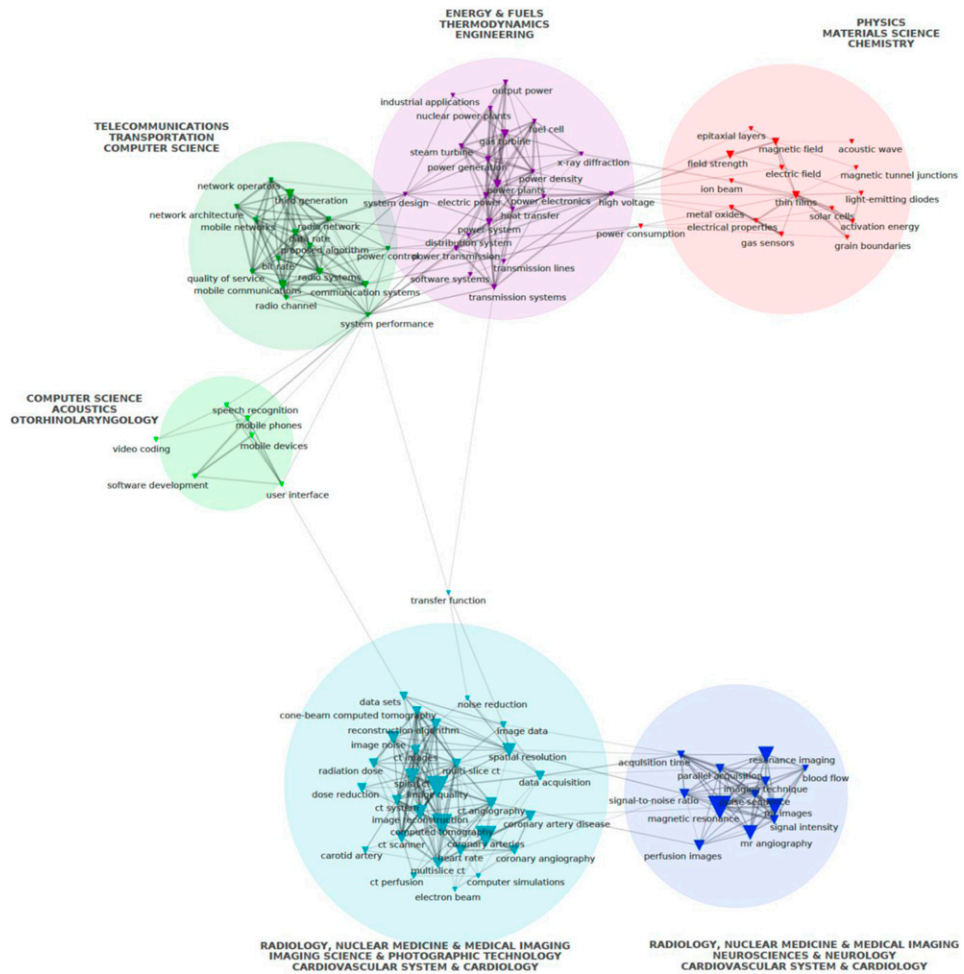 ENERGY & FUELS
THERMODYNAMICS
ENGINEERING
PHYSICS
MATERIALS SCIENCE
CHEMISTRY
TELECOMMUNICATIONS
TRANSPORTATION
COMPUTER SCIENCE
output power
industrial applications
nuclear power plants
fuel cell
gas turbine
steam turbine
x-ray diffraction
power generation
power density
power plants
system design
electric power
power electronics
high voltage
heat transfer
power system
distribution system
power control
power transmission
transmission lines
software systems
transmission systems
power consumption
epitaxial layers
magnetic field
acoustic wave
field strength
electric field
magnetic tunnel junctions
ion beam
thin films
light-emitting diodes
metal oxides
solar cells
electrical properties
activation energy
gas sensors
grain boundaries
network operators
third generation
network architecture
mobile networks
radio network
data rate
proposed algorithm
bit rate
quality of service
radio systems
mobile communications
communication systems
radio channel
system performance
COMPUTER SCIENCE
ACOUSTICS
OTORHINOLARYNGOLOGY
speech recognition
mobile phones
video coding
mobile devices
software development
user interface
transfer function
data sets
noise reduction
cone-beam computed tomography
reconstruction algorithm
image data
image noise
ct images
spatial resolution
radiation dose
multi-slice ct
spiral ct
data acquisition
dose reduction
image quality
ct system
ct angiography
image reconstruction
coronary artery disease
computed tomography
ct scanner
coronary arteries
carotid artery
heart rate
coronary angiography
multislice ct
ct perfusion
computer simulations
electron beam
acquisition time
resonance imaging
parallel acquisition
blood flow
imaging technique
signal-to-noise ratio
pulse sequence
mr images
magnetic resonance
signal intensity
mr angiography
perfusion images
RADIOLOGY, NUCLEAR MEDICINE & MEDICAL IMAGING
IMAGING SCIENCE & PHOTOGRAPHIC TECHNOLOGY
CARDIOVASCULAR SYSTEM & CARDIOLOGY
RADIOLOGY, NUCLEAR MEDICINE & MEDICAL IMAGING
NEUROSCIENCES & NEUROLOGY
CARDIOVASCULAR SYSTEM & CARDIOLOGY